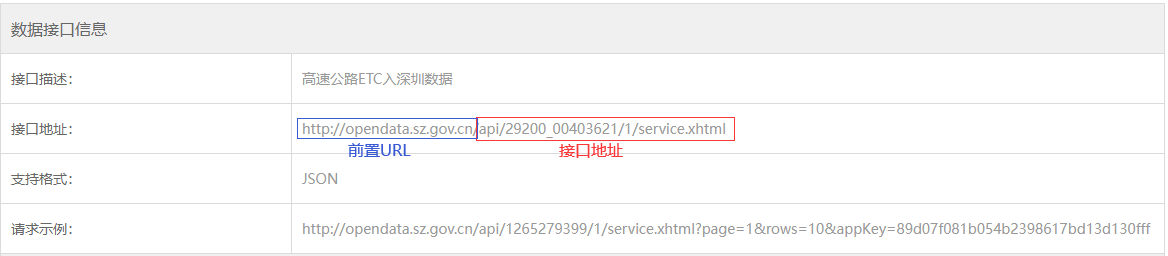 数据接口信息
接口描述：
高速公路ETC入深圳数据
接口地址：
http://opendata.sz.gov.cn/api/29200_00403621/1/service.xhtml
前置URL
接口地址
支持格式：
JSON
请求示例：
http://opendata.sz.gov.cn/api/1265279399/1/service.xhtml?page=1&rows=10&appKey=89d07f081b054b2398617bd13d130fff